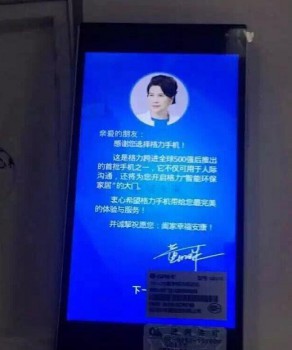 亲爱的朋友：
感谢您选择格力手机！
这是格力跨进全球500强后推出
的首批手机之一，它不仅可用于人际
沟通，还将为您开启格力“智能环保
家居”的大门。
衷心希望格力手机带给您最完美
的体验与服务！
并诚挚祝愿您：阖家幸福安康！
下一